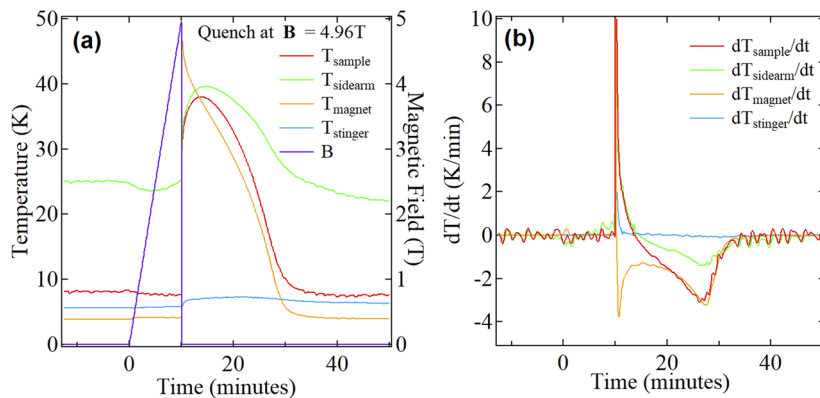 (a)
Quench at B = 4.96T
T_sample
T_sidearm
T_magnet
T_stinger
B
50
40
30
20
10
0
Temperature (K)
5
4
3
2
1
0
Magnetic Field (T)
0 20 40
Time (minutes)
(b)
dT_sample/dt
dT_sidearm/dt
dT_magnet/dt
dT_stinger/dt
10
8
6
4
2
0
-2
-4
dT/dt (K/min)
0 20 40
Time (minutes)